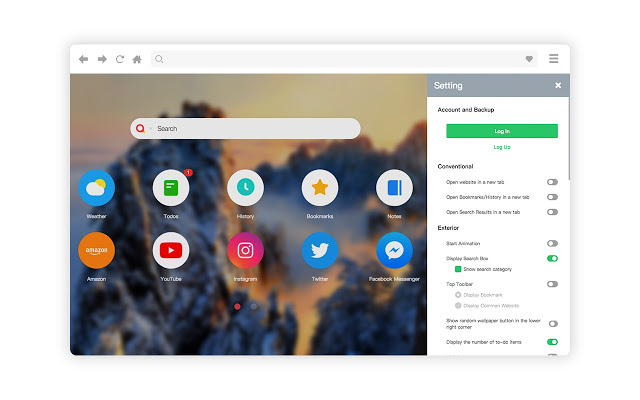 Setting
Account and Backup
Search
Log In
Log Up
Conventional
Open website in a new tab
1
Open Bookmarks/History in a new tab
Open Search Results in a new tab
Weather
Todos
History
Bookmarks
Notes
Exterior
Start Animation
amazon
Display Search Box
Show search category
Amazon
YouTube
Instagram
Twitter
Facebook Messenger
Top Toolbar
Display Bookmark
Display Common Website
Show random wallpaper button in the lower
right corner
Display the number of to-do items